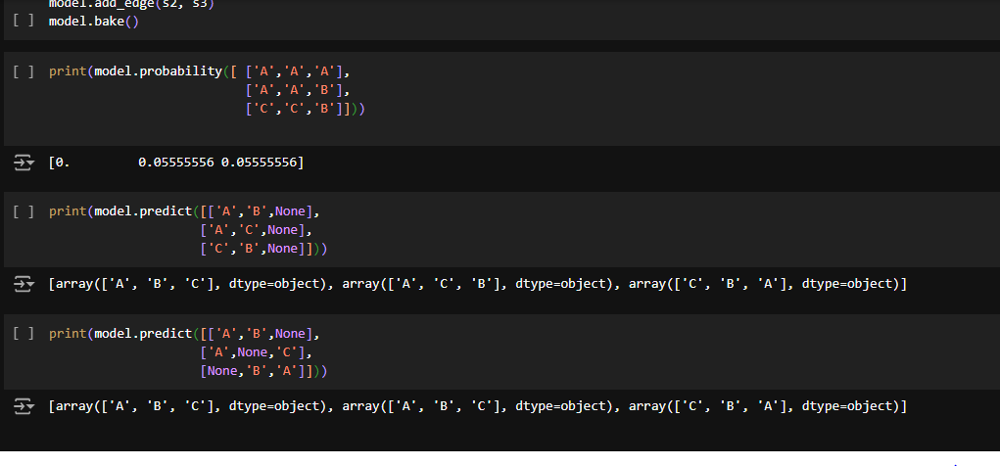 model.add_edge(s2, s3)
[ ] model.bake()
[ ] print(model.probability([ ['A','A','A'],
['A','A','B'],
['C','C','B']]))
[0. 0.05555556 0.05555556]
[ ] print(model.predict([['A','B',None],
['A','C',None],
['C','B',None]]))
[array(['A', 'B', 'C'], dtype=object), array(['A', 'C', 'B'], dtype=object), array(['C', 'B', 'A'], dtype=object)]
[ ] print(model.predict([['A','B',None],
['A',None,'C'],
[None,'B','A']]))
[array(['A', 'B', 'C'], dtype=object), array(['A', 'B', 'C'], dtype=object), array(['C', 'B', 'A'], dtype=object)]